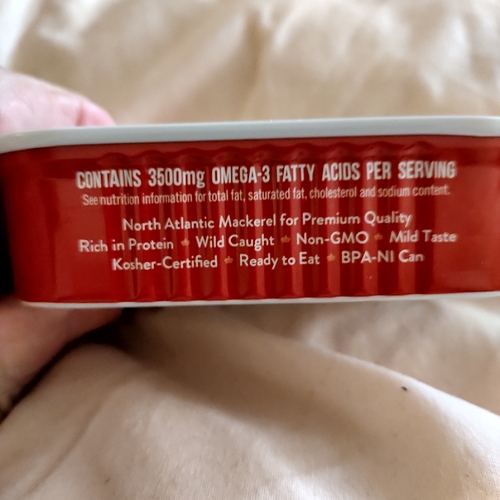 CONTAINS 3500mg OMEGA-3 FATTY ACIDS PER SERVING
See nutrition information for total fat, saturated fat, cholesterol and sodium content.
North Atlantic Mackerel for Premium Quality
Rich in Protein Wild Caught Non-GMO Mild Taste
Kosher-Certified Ready to Eat BPA-NI Can